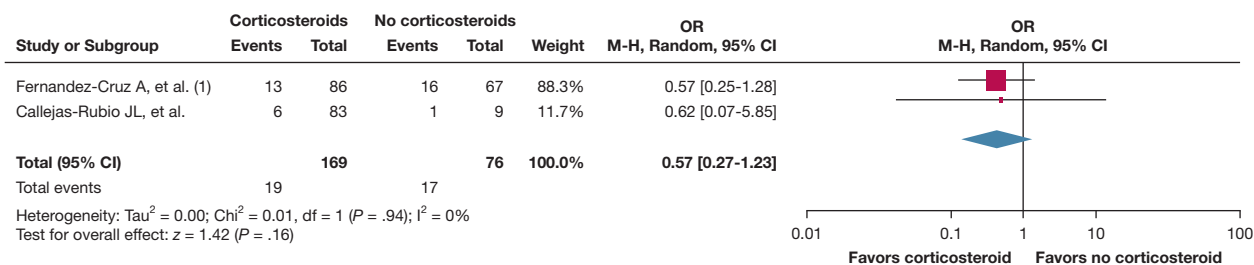 Corticosteroids No corticosteroids OR OR
Study or Subgroup Events Total Events Total Weight M-H, Random, 95% CI M-H, Random, 95% CI
Fernandez-Cruz A, et al. (1) 13 86 16 67 88.3% 0.57 [0.25-1.28]
Callejas-Rubio JL, et al. 6 83 1 9 11.7% 0.62 [0.07-5.85]
Total (95% CI) 169 76 100.0% 0.57 [0.27-1.23]
Total events 19 17
Heterogeneity: Tau² = 0.00; Chi² = 0.01, df = 1 (P = .94); I² = 0%
Test for overall effect: z = 1.42 (P = .16)
0.01 0.1 1 10 100
Favors corticosteroid Favors no corticosteroid